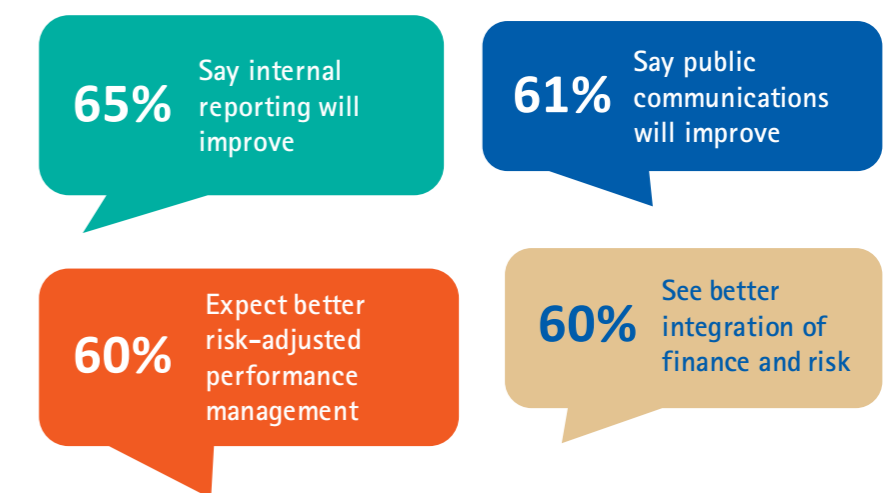 65%
Say internal
reporting will
improve
61%
Say public
communications
will improve
60%
Expect better
risk-adjusted
performance
management
60%
See better
integration of
finance and risk